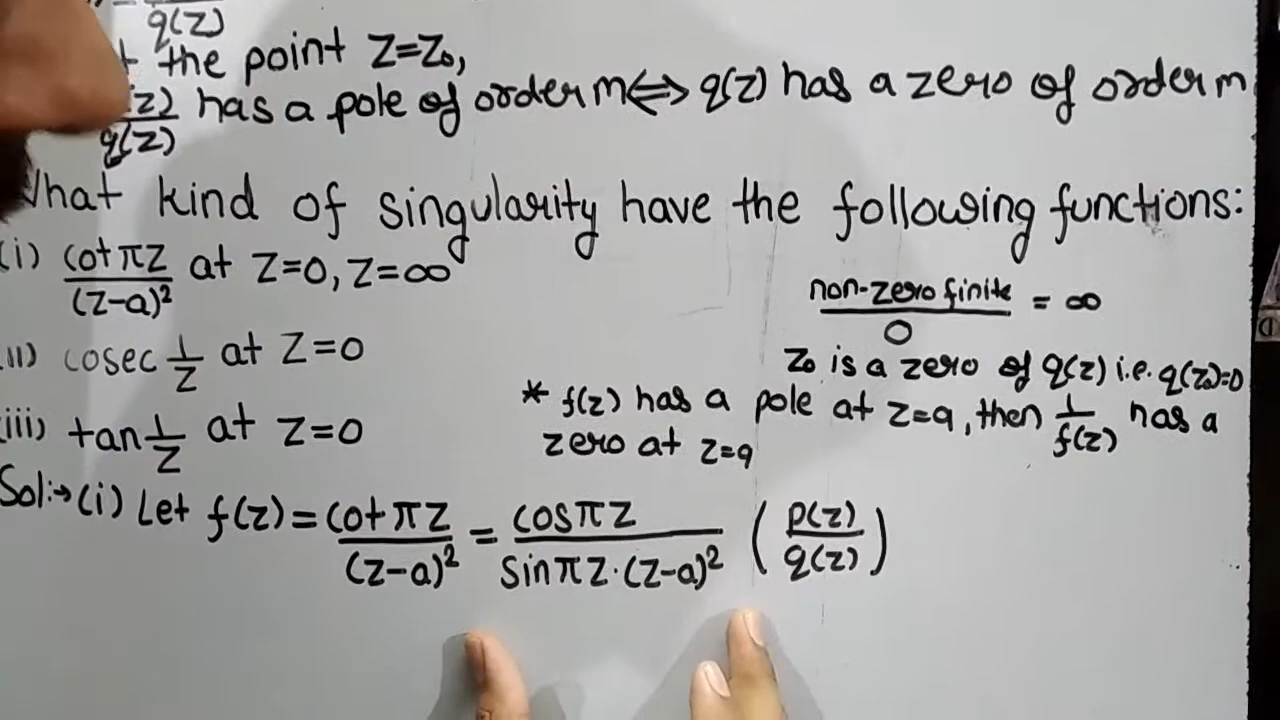 q(z)
the point z=z₀,
z)/q(z) has a pole of order m⇔ q(z) has a zero of order m
What kind of singularity have the following functions:
(i) cotπz/(z-a)² at z=0, z=∞
non-zero finite/0 = ∞
(ii) cosec 1/z at z=0
z₀ is a zero of q(z) i.e. q(z₀)=0
* f(z) has a pole at z=a, then 1/f(z) has a
zero at z=a
(iii) tan 1/z at z=0
Sol:→ (i) Let f(z) = cotπz/(z-a)² = cosπz/sinπz·(z-a)² (p(z)/q(z))